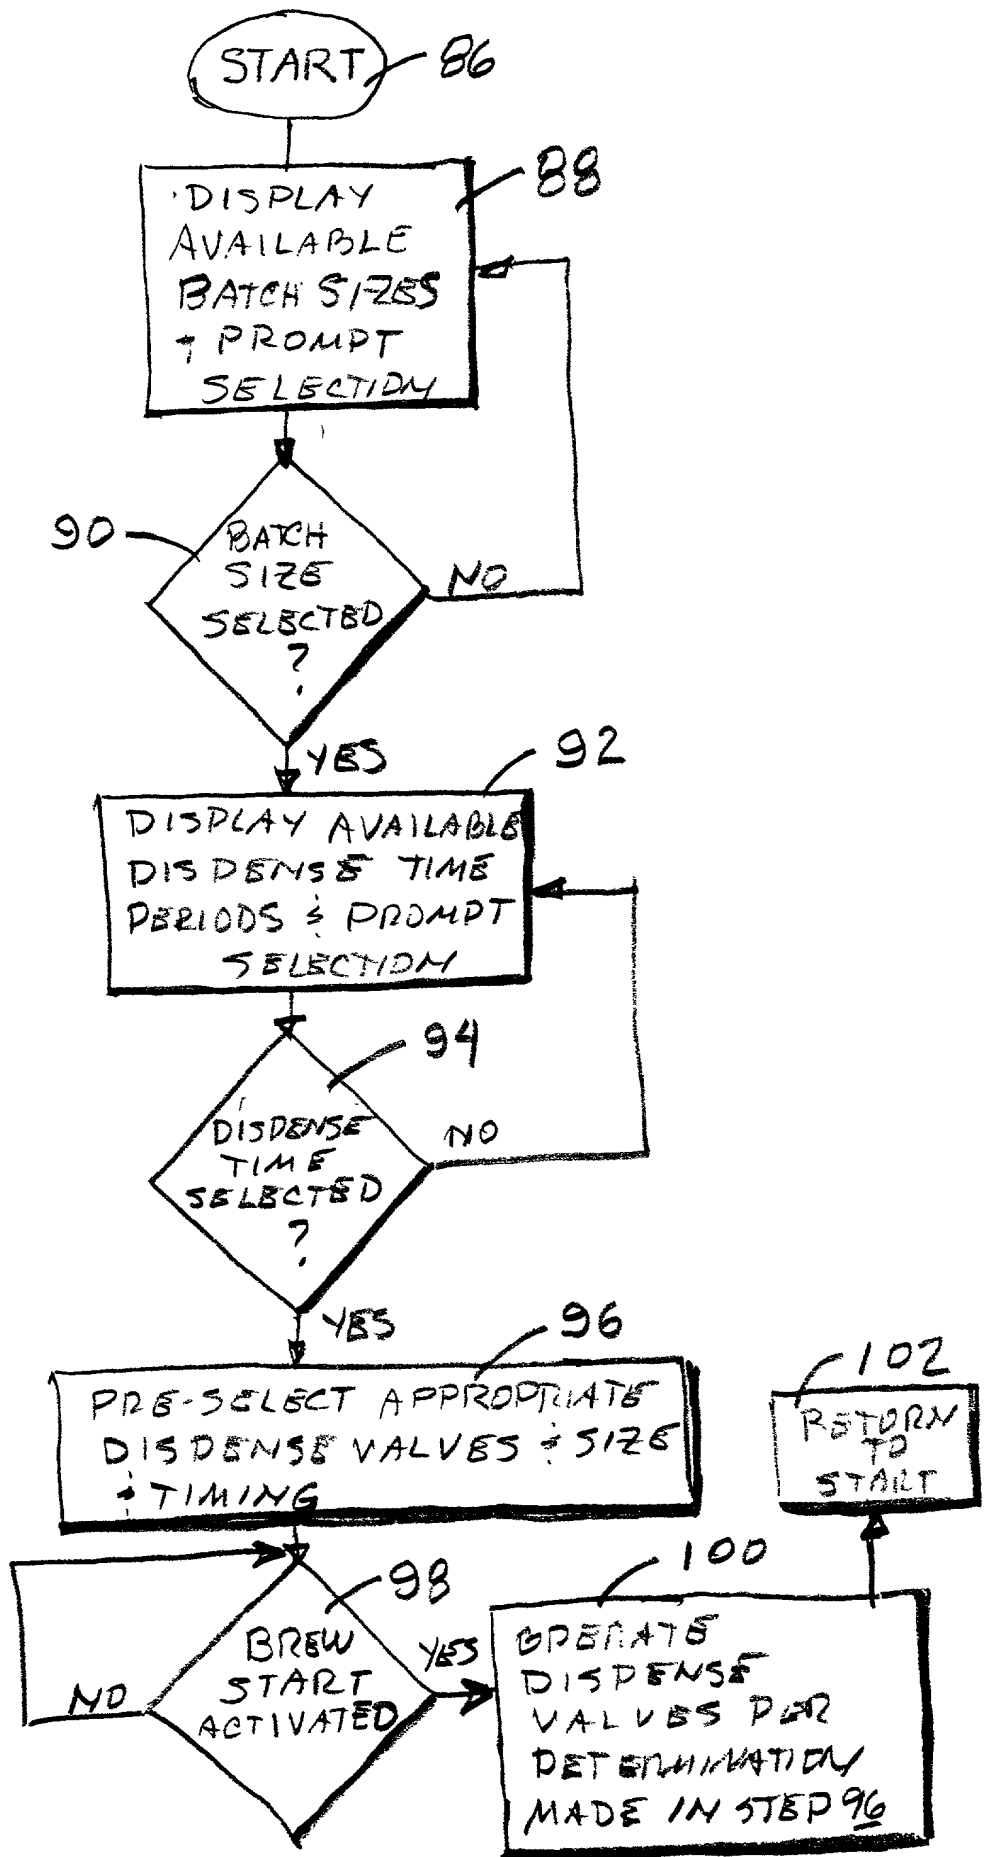 START
86
88
DISPLAY
AVAILABLE
BATCH SIZES
+ PROMPT
SELECTION
90
BATCH
SIZE
SELECTED
?
NO
YES
92
DISPLAY AVAILABLE
DISPENSE TIME
PERIODS & PROMPT
SELECTION
94
DISPENSE
TIME
SELECTED
?
NO
YES
96
PRE-SELECT APPROPRIATE
DISPENSE VALVES & SIZE
& TIMING
98
BREW
START
ACTIVATED
NO
YES
100
OPERATE
DISPENSE
VALVES PER
DETERMINATION
MADE IN STEP 96
102
RETURN
TO
START